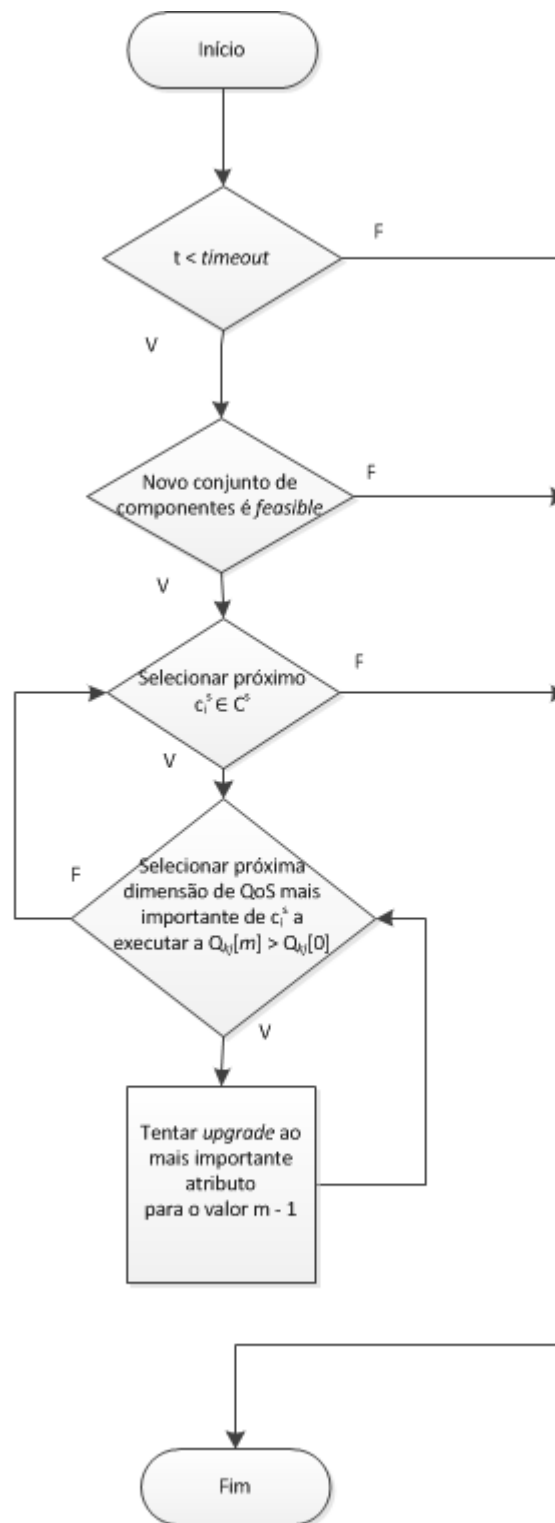 Início
F
t < timeout
V
F
Novo conjunto de
componentes é feasible
V
F
Selecionar próximo
cᵢˢ ∈ Cˢ
V
Selecionar próxima
F
dimensão de QoS mais
importante de cᵢˢ a
executar a Qₖⱼ[m] > Qₖⱼ[0]
V
Tentar upgrade ao
mais importante
atributo
para o valor m - 1
Fim